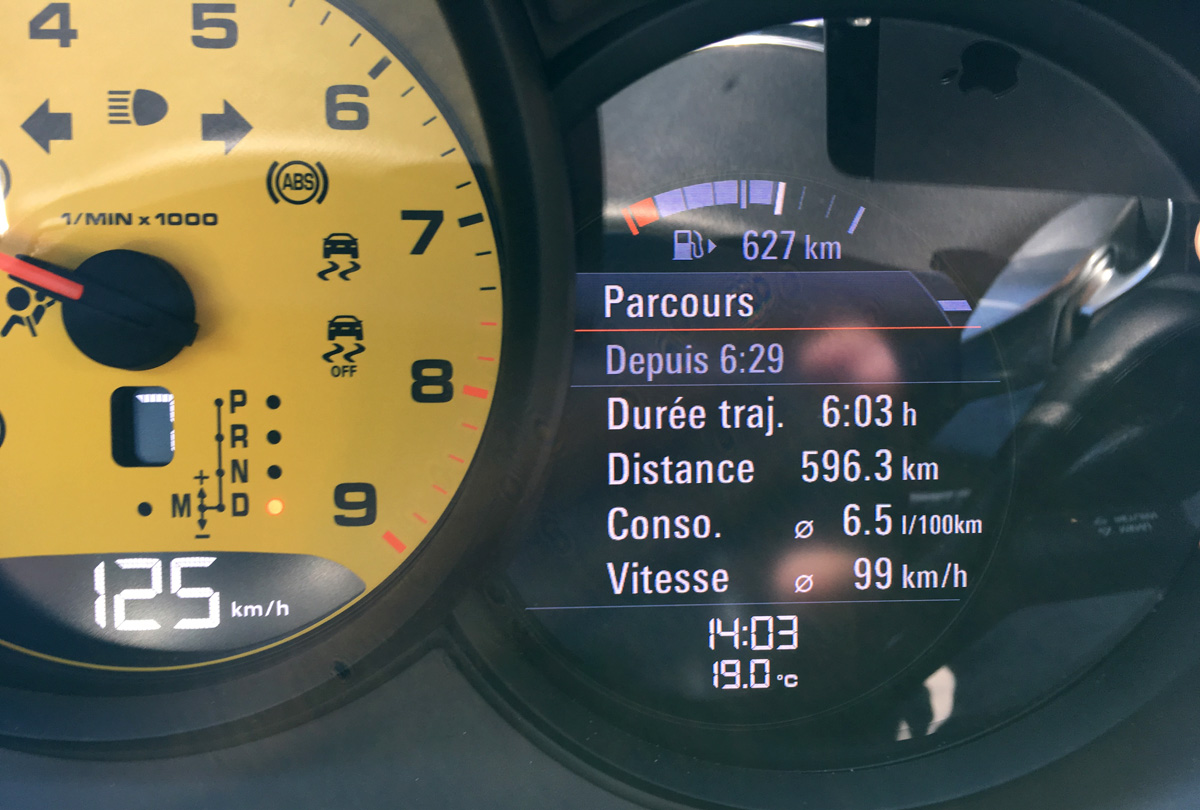 4
5
6
7
8
9
ABS
1/MIN x 1000
OFF
P
R
N
+
M D
-
125 km/h
627 km
Parcours
Depuis 6:29
Durée traj. 6:03 h
Distance 596.3 km
Conso. ⌀ 6.5 l/100km
Vitesse ⌀ 99 km/h
14:03
19.0 °C